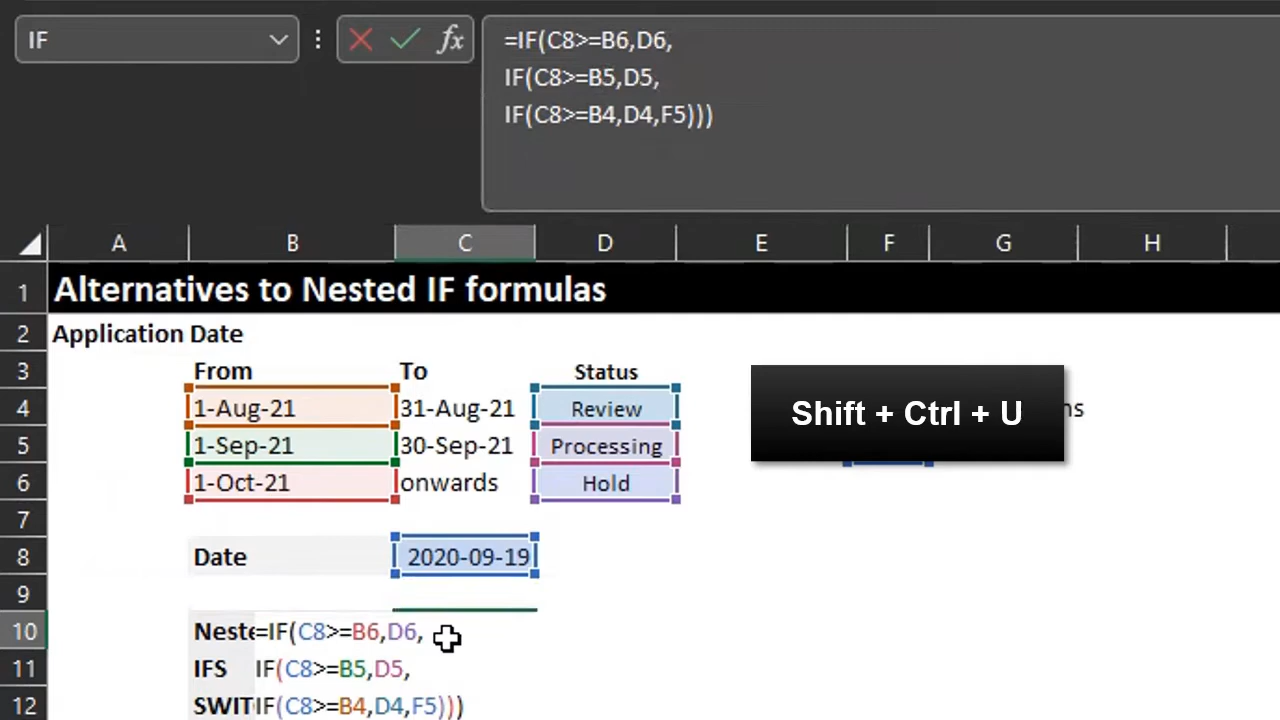 IF
fx
=IF(C8>=B6,D6,
IF(C8>=B5,D5,
IF(C8>=B4,D4,F5)))
A B C D E F G H
1 Alternatives to Nested IF formulas
2 Application Date
3 From To Status
4 1-Aug-21 31-Aug-21 Review
Shift + Ctrl + U
5 1-Sep-21 30-Sep-21 Processing
6 1-Oct-21 onwards Hold
7
8 Date 2020-09-19
9
10 Neste=IF(C8>=B6,D6,
11 IFS IF(C8>=B5,D5,
12 SWIT IF(C8>=B4,D4,F5)))